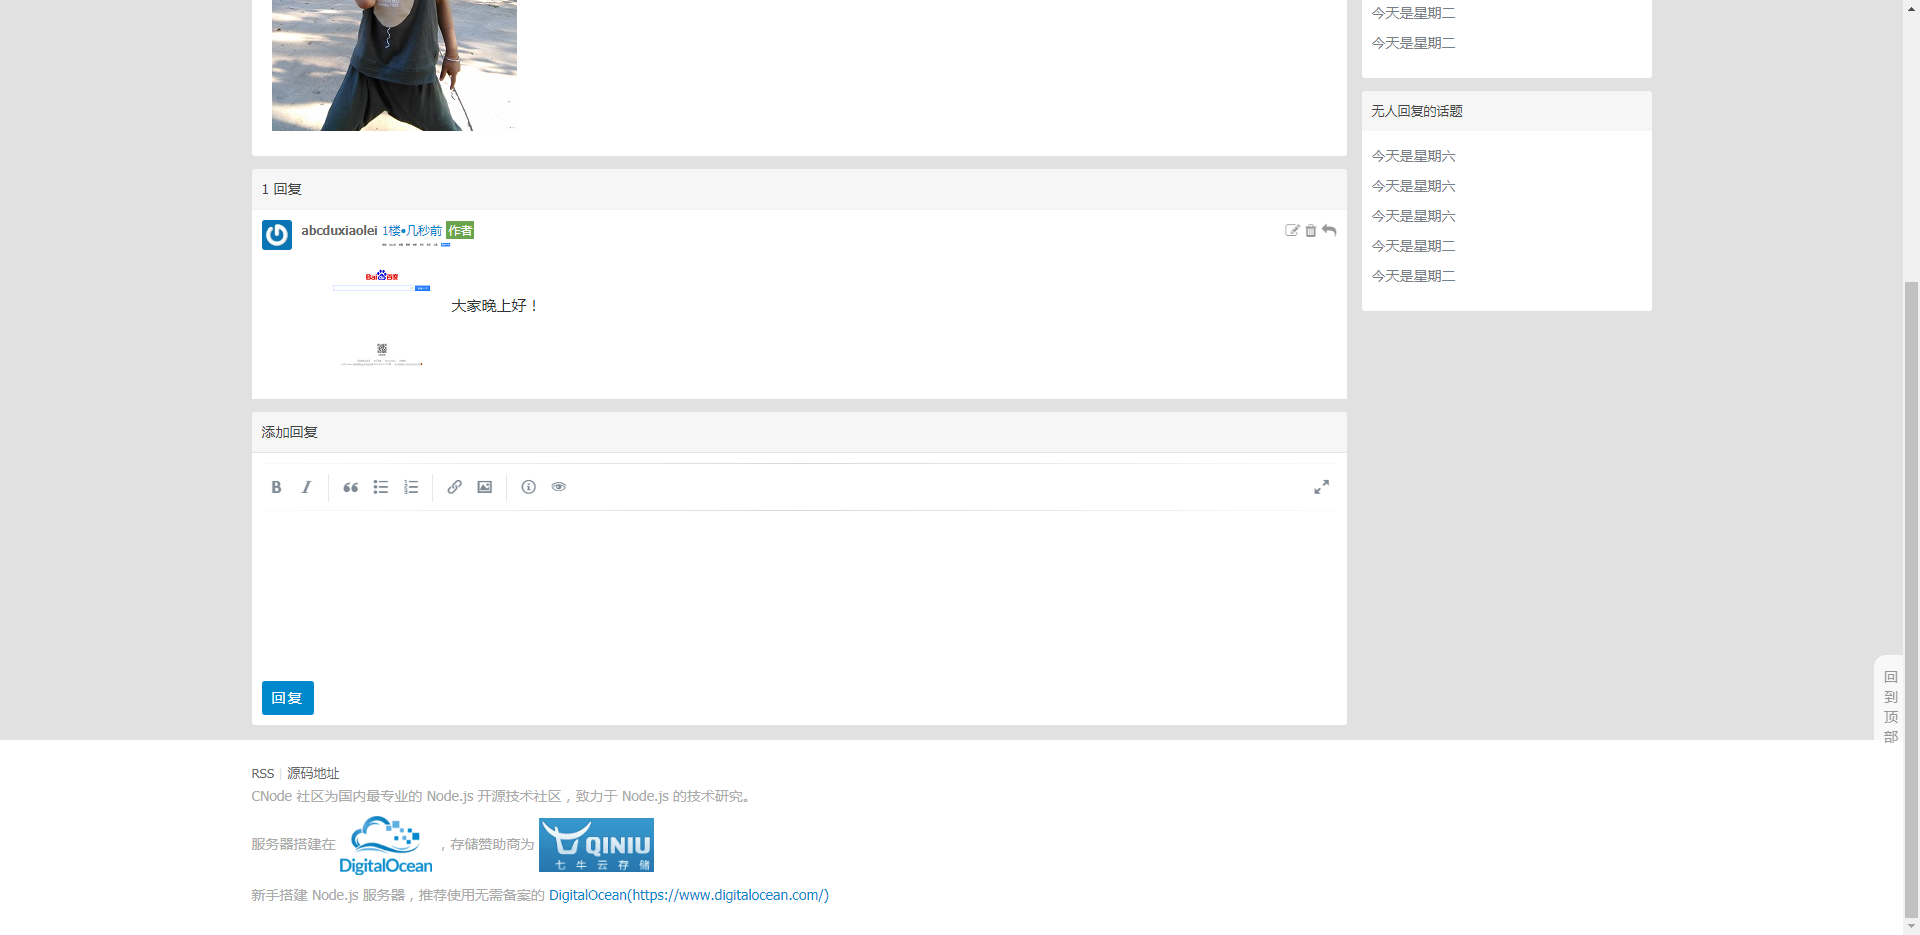 今天是星期二
今天是星期二
无人回复的话题
今天是星期六
今天是星期六
今天是星期六
今天是星期二
今天是星期二
1 回复
abcduxiaolei 1楼•几秒前 作者
Bai百度
大家晚上好！
添加回复
回复
回到顶部
RSS | 源码地址
CNode 社区为国内最专业的 Node.js 开源技术社区，致力于 Node.js 的技术研究。
服务器搭建在 DigitalOcean ，存储赞助商为 QINIU 七牛云存储
新手搭建 Node.js 服务器，推荐使用无需备案的 DigitalOcean(https://www.digitalocean.com/)